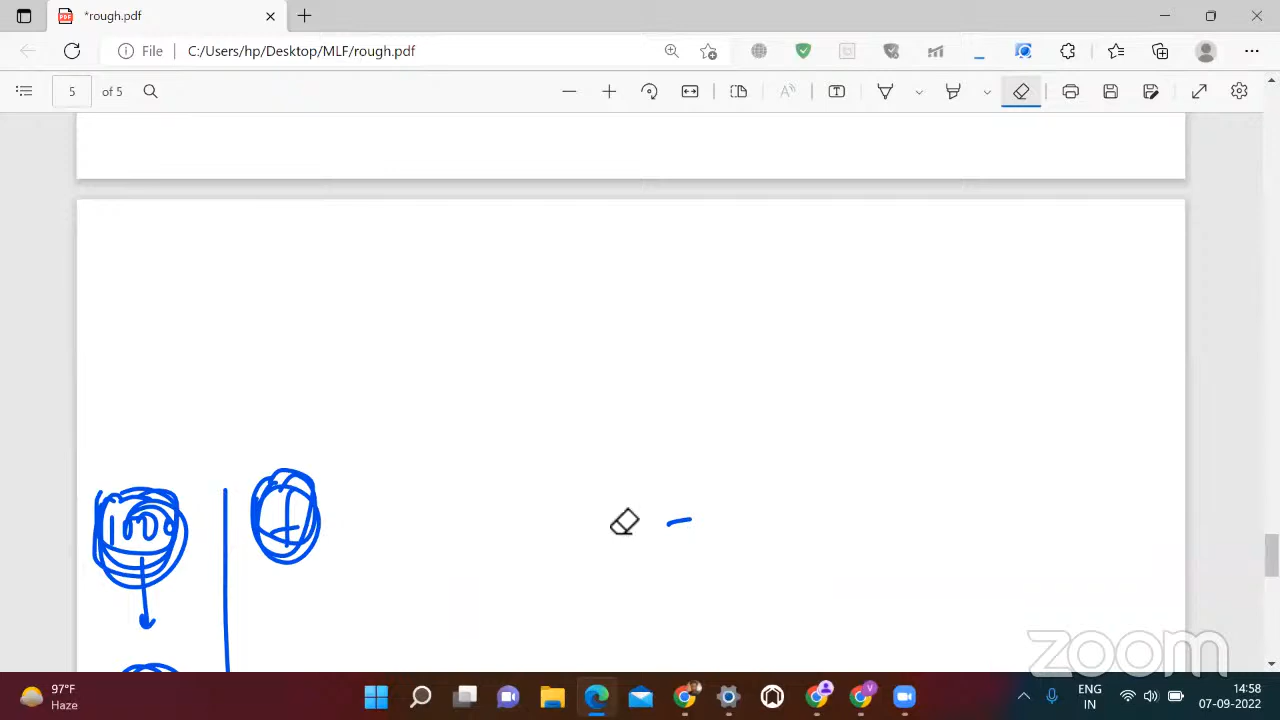 *rough.pdf
File C:/Users/hp/Desktop/MLF/rough.pdf
5 of 5
zoom
97°F
Haze
ENG
IN
14:58
07-09-2022